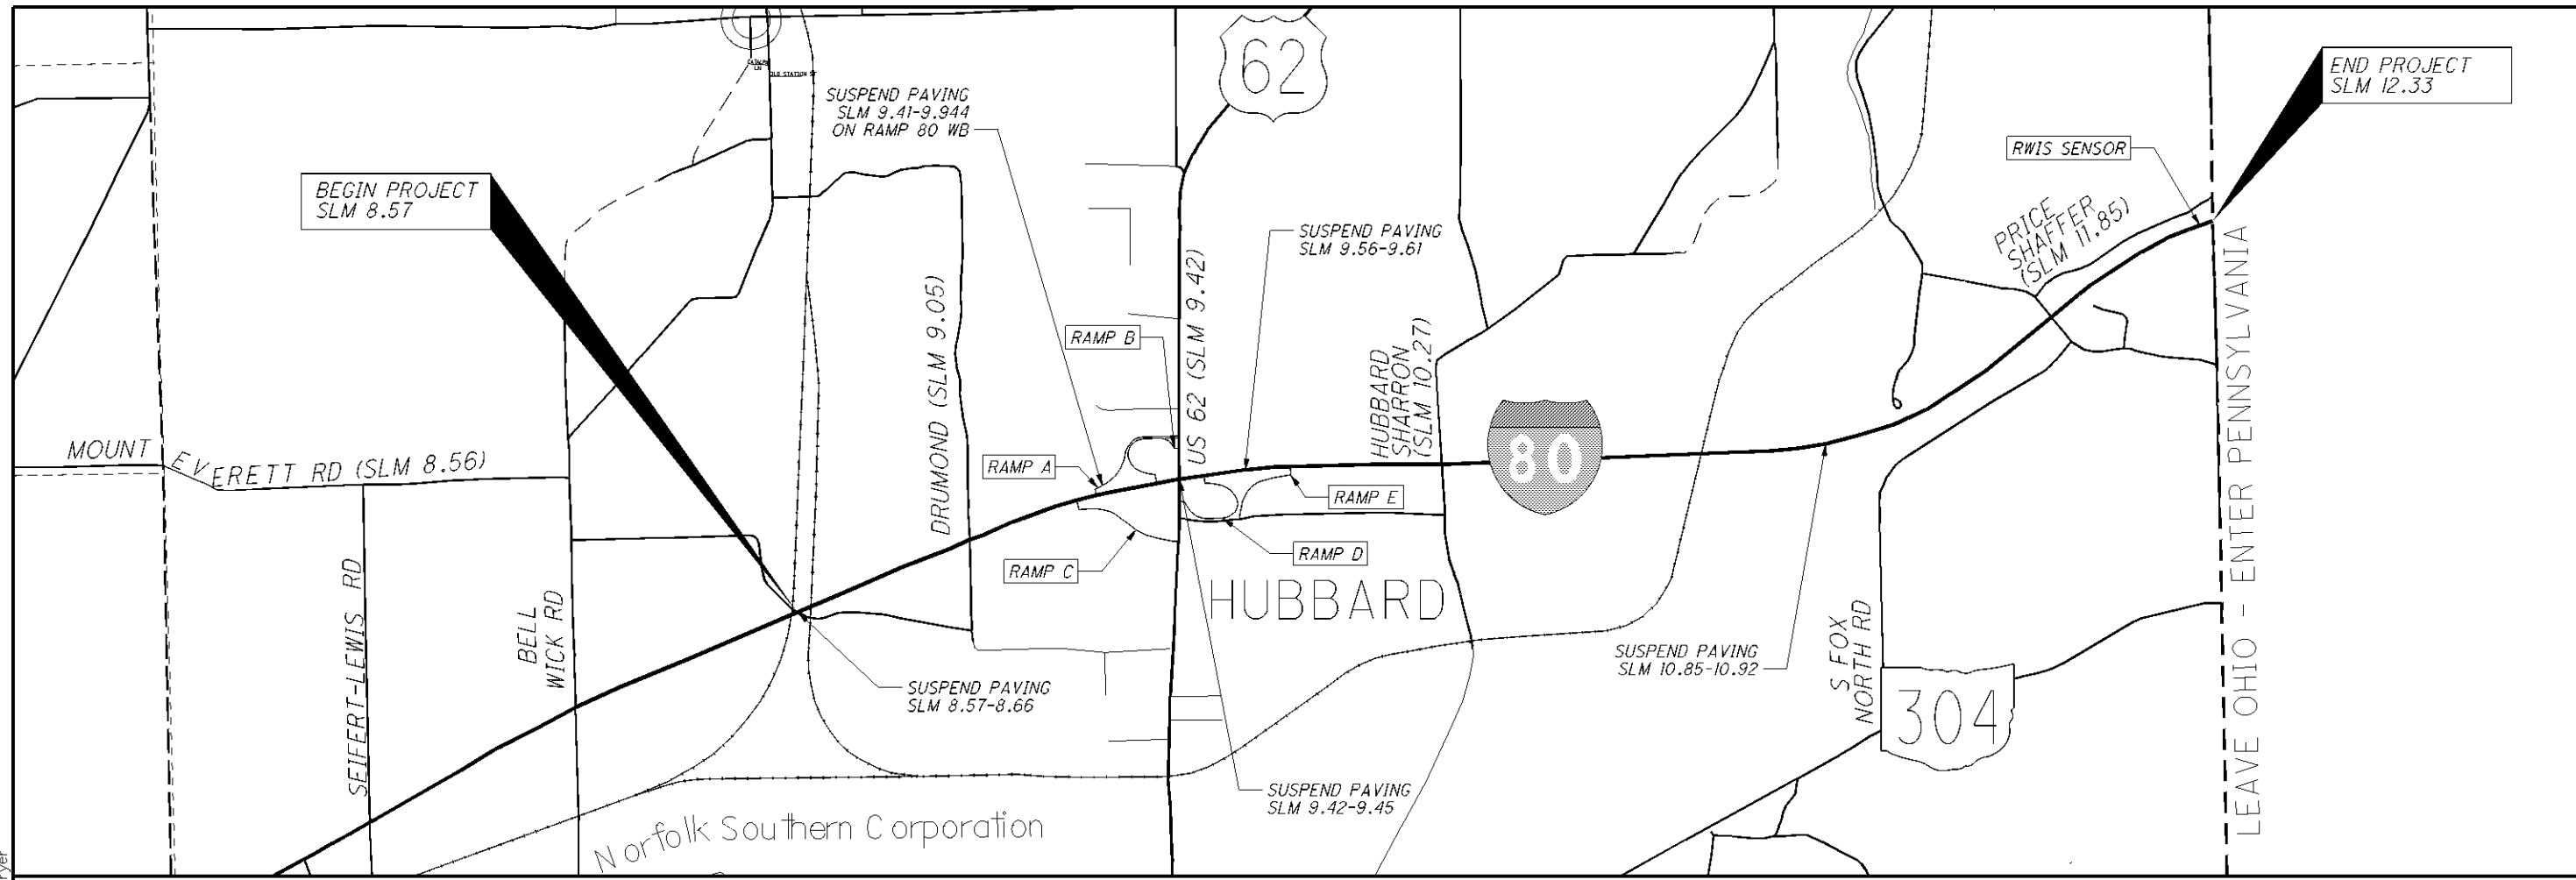 62
CATALPA
LN
OLD STATION ST
SUSPEND PAVING
SLM 9.41-9.944
ON RAMP 80 WB
END PROJECT
SLM 12.33
RWIS SENSOR
BEGIN PROJECT
SLM 8.57
PRICE
SHAFFER
(SLM 11.85)
SUSPEND PAVING
SLM 9.56-9.61
US 62 (SLM 9.42)
DRUMOND (SLM 9.05)
RAMP B
HUBBARD
SHARRON
(SLM 10.27)
80
MOUNT EVERETT RD (SLM 8.56)
RAMP A
RAMP E
RAMP D
RAMP C
HUBBARD
SEIFERT-LEWIS RD
BELL
WICK RD
SUSPEND PAVING
SLM 8.57-8.66
SUSPEND PAVING
SLM 10.85-10.92
S FOX
NORTH RD
304
LEAVE OHIO - ENTER PENNSYLVANIA
SUSPEND PAVING
SLM 9.42-9.45
Norfolk Southern Corporation